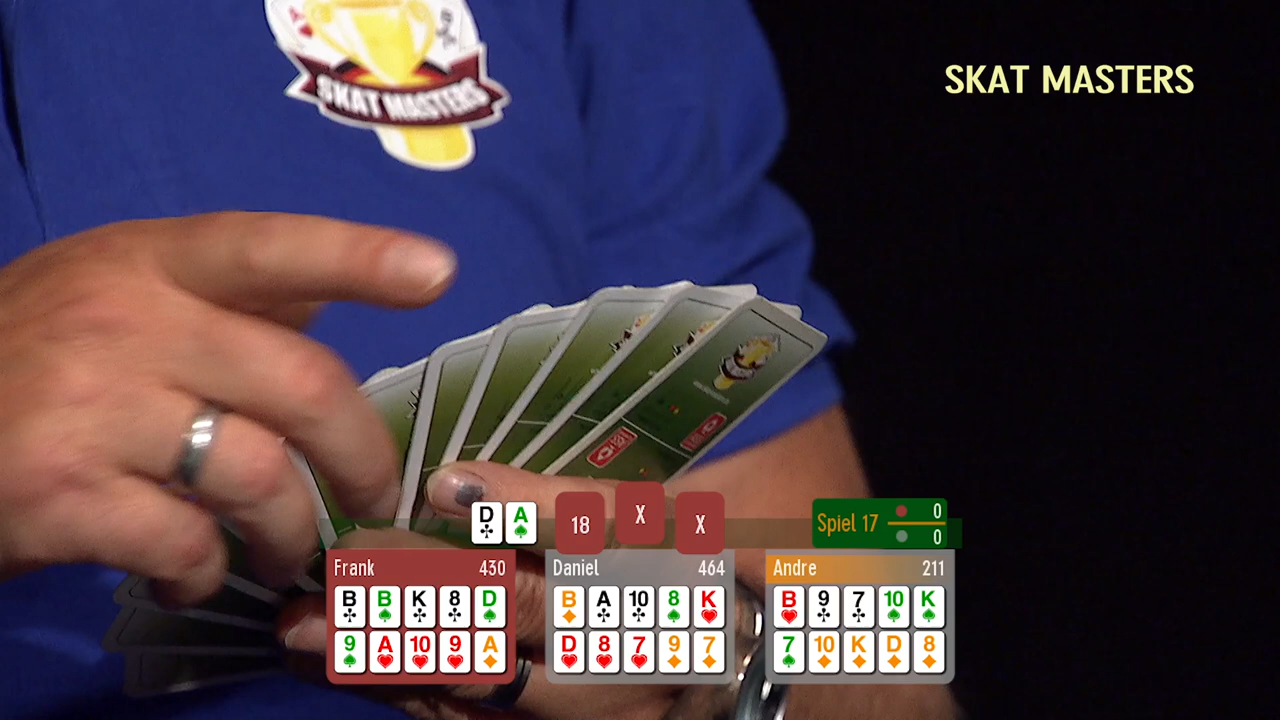 SKAT MASTERS
SKAT MASTERS
D A 18 X X
Spiel 17 0
0
Frank 430
B B K 8 D
9 A 10 9 A
Daniel 464
B A 10 8 K
D 8 7 9 7
Andre 211
B 9 7 10 K
7 10 K D 8